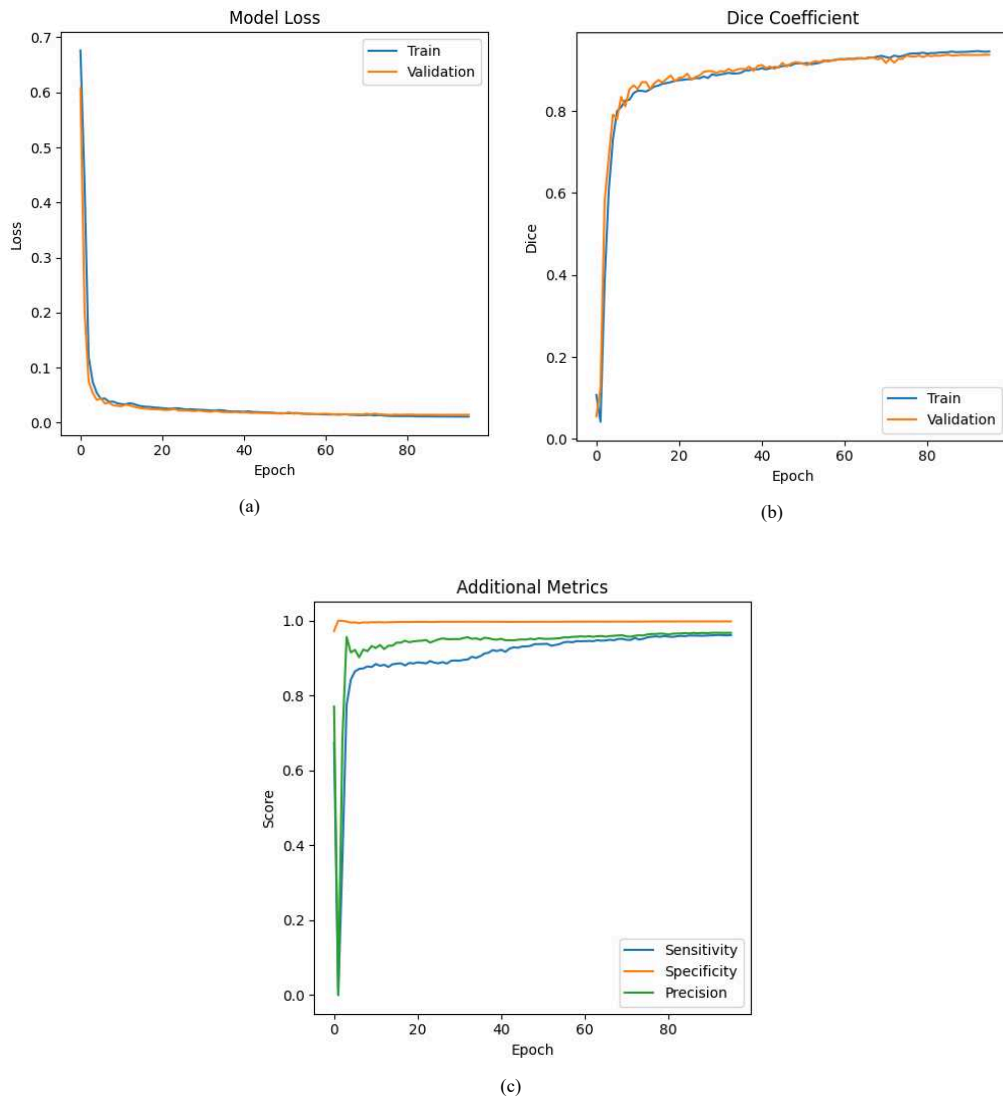 Model Loss
0.7
0.6
0.5
0.4
0.3
0.2
0.1
0.0
Loss
Train
Validation
0 20 40 60 80
Epoch
(a)
Dice Coefficient
0.8
0.6
0.4
0.2
0.0
Dice
Train
Validation
0 20 40 60 80
Epoch
(b)
Additional Metrics
1.0
0.8
0.6
0.4
0.2
0.0
Score
Sensitivity
Specificity
Precision
0 20 40 60 80
Epoch
(c)